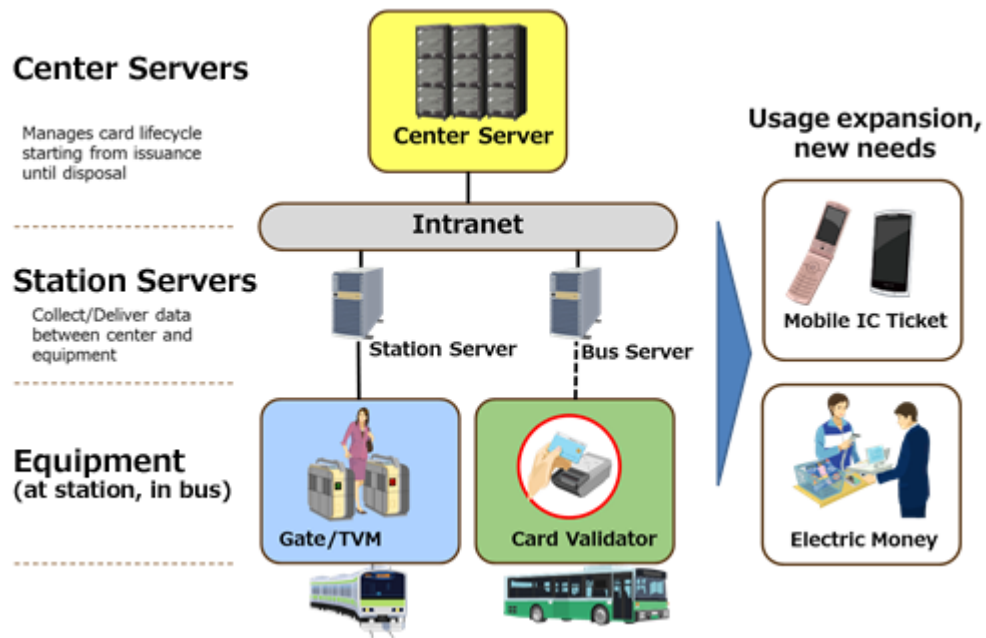 Center Servers
Manages card lifecycle
starting from issuance
until disposal
Center Server
Intranet
Station Servers
Collect/Deliver data
between center and
equipment
Station Server
Bus Server
Equipment
(at station, in bus)
Gate/TVM
Card Validator
Usage expansion,
new needs
Mobile IC Ticket
Electric Money